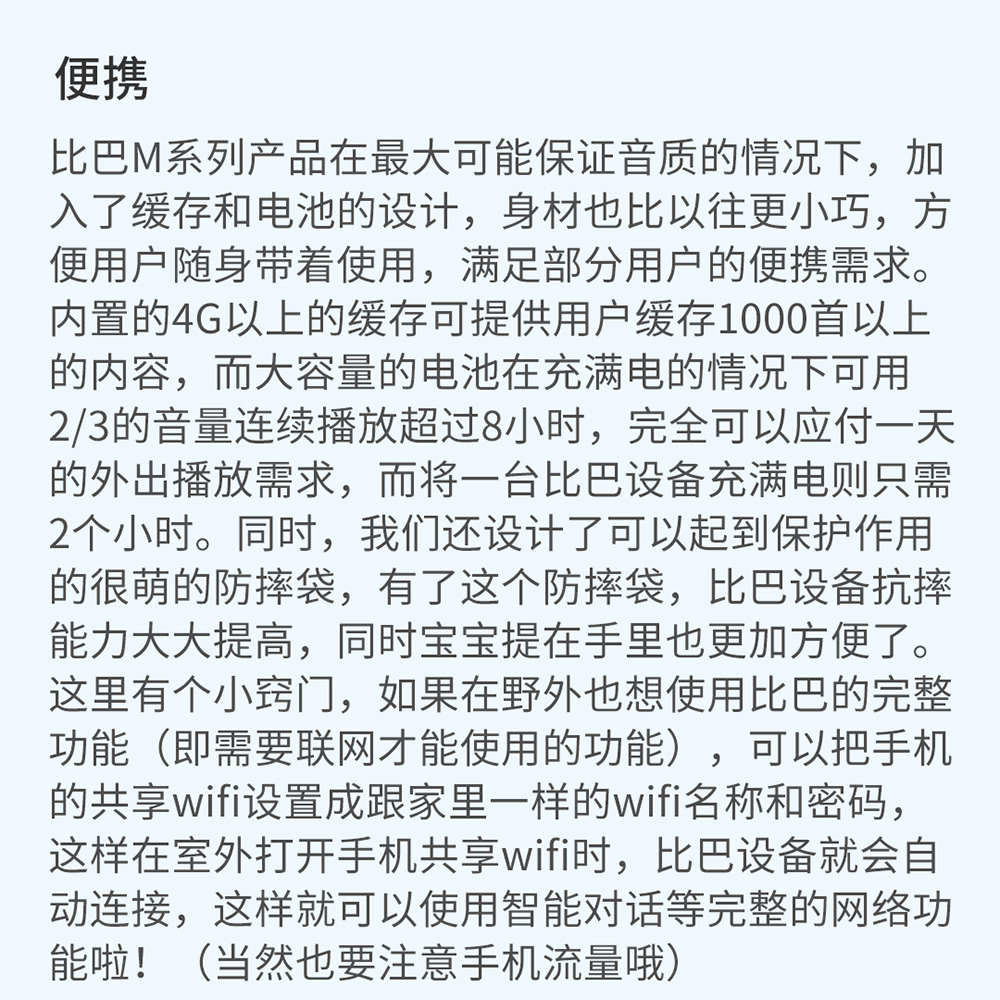 便携
比巴M系列产品在最大可能保证音质的情况下，加
入了缓存和电池的设计，身材也比以往更小巧，方
便用户随身带着使用，满足部分用户的便携需求。
内置的4G以上的缓存可提供用户缓存1000首以上
的内容，而大容量的电池在充满电的情况下可用
2/3的音量连续播放超过8小时，完全可以应付一天
的外出播放需求，而将一台比巴设备充满电则只需
2个小时。同时，我们还设计了可以起到保护作用
的很萌的防摔袋，有了这个防摔袋，比巴设备抗摔
能力大大提高，同时宝宝提在手里也更加方便了。
这里有个小窍门，如果在野外也想使用比巴的完整
功能（即需要联网才能使用的功能），可以把手机
的共享wifi设置成跟家里一样的wifi名称和密码，
这样在室外打开手机共享wifi时，比巴设备就会自
动连接，这样就可以使用智能对话等完整的网络功
能啦！（当然也要注意手机流量哦）